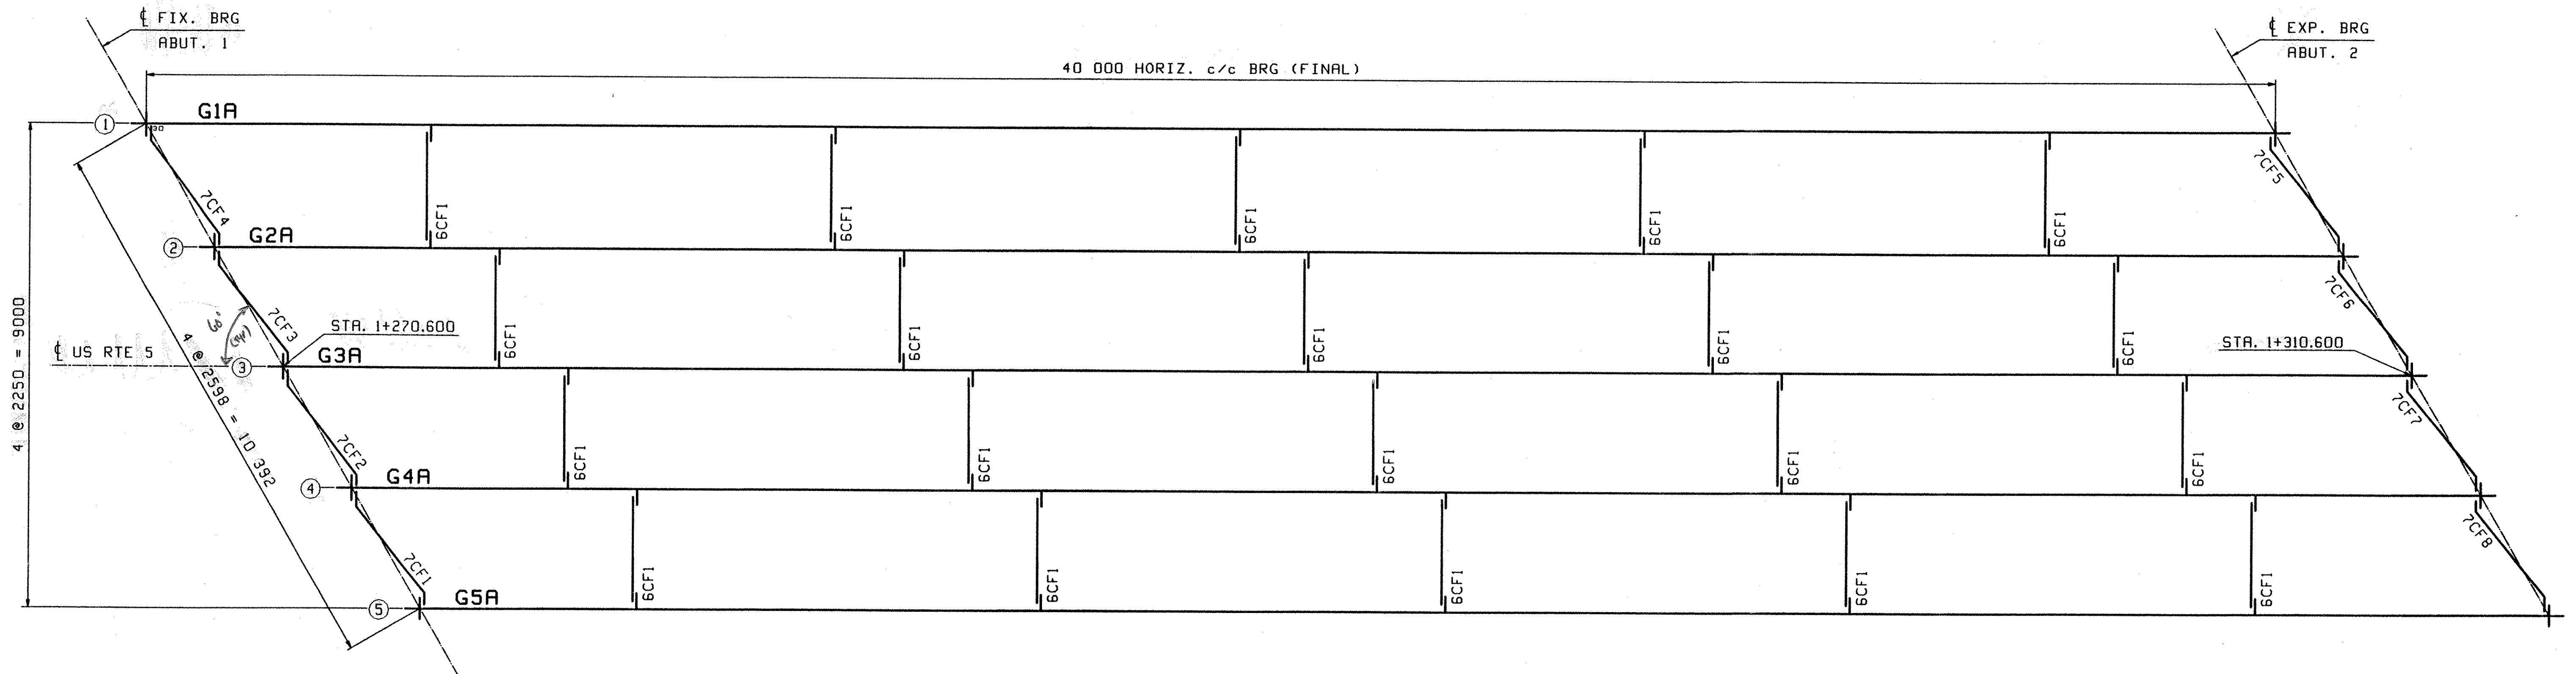 ℄ FIX. BRG
ABUT. 1
℄ EXP. BRG
ABUT. 2
40 000 HORIZ. c/c BRG (FINAL)
1
G1A
30
7CF4
6CF1
6CF1
6CF1
6CF1
6CF1
7CF5
2
G2A
7CF3
6CF1
6CF1
6CF1
6CF1
6CF1
7CF6
60°
(TYP)
STA. 1+270.600
STA. 1+310.600
℄ US RTE 5
3
G3A
7CF2
6CF1
6CF1
6CF1
6CF1
6CF1
7CF7
4
G4A
7CF1
6CF1
6CF1
6CF1
6CF1
6CF1
7CF8
5
G5A
4 @ 2250 = 9000
4 @ 2598 = 10 392